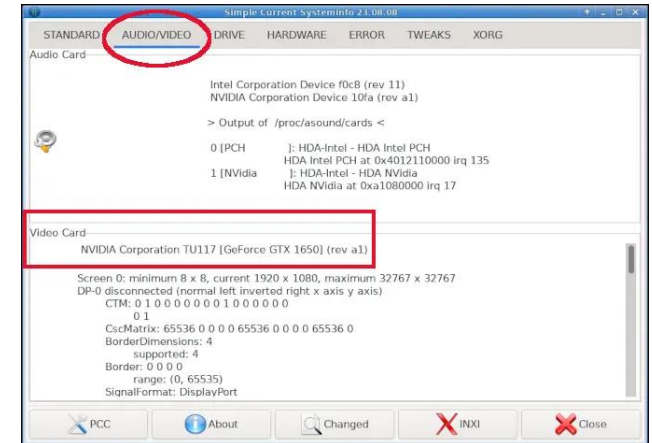 Simple Current Systeminfo 23.08.08
STANDARD AUDIO/VIDEO DRIVE HARDWARE ERROR TWEAKS XORG
Audio Card
Intel Corporation Device f0c8 (rev 11)
NVIDIA Corporation Device 10fa (rev a1)
> Output of /proc/asound/cards <
0 [PCH ]: HDA-Intel - HDA Intel PCH
HDA Intel PCH at 0x4012110000 irq 135
1 [NVidia ]: HDA-Intel - HDA NVidia
HDA NVidia at 0xa1080000 irq 17
Video Card
NVIDIA Corporation TU117 [GeForce GTX 1650] (rev a1)
Screen 0: minimum 8 x 8, current 1920 x 1080, maximum 32767 x 32767
DP-0 disconnected (normal left inverted right x axis y axis)
CTM: 0 1 0 0 0 0 0 0 0 1 0 0 0 0 0 0
0 1
CscMatrix: 65536 0 0 0 0 65536 0 0 0 0 65536 0
BorderDimensions: 4
supported: 4
Border: 0 0 0 0
range: (0, 65535)
SignalFormat: DisplayPort
PCC About Changed INXI Close